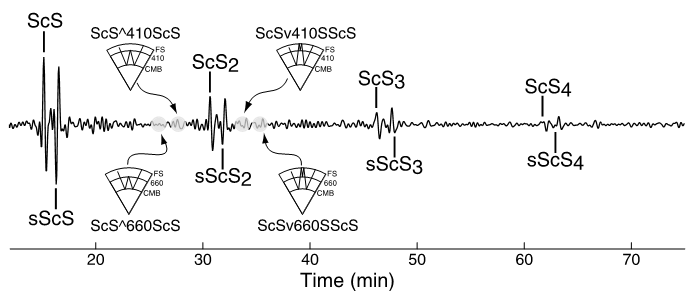 ScS
ScS^410ScS
FS
410
CMB
ScS2
ScSv410SScS
FS
410
CMB
ScS3
ScS4
sScS
FS
660
CMB
ScS^660ScS
sScS2
FS
660
CMB
ScSv660SScS
sScS3
sScS4
20 30 40 50 60 70
Time (min)